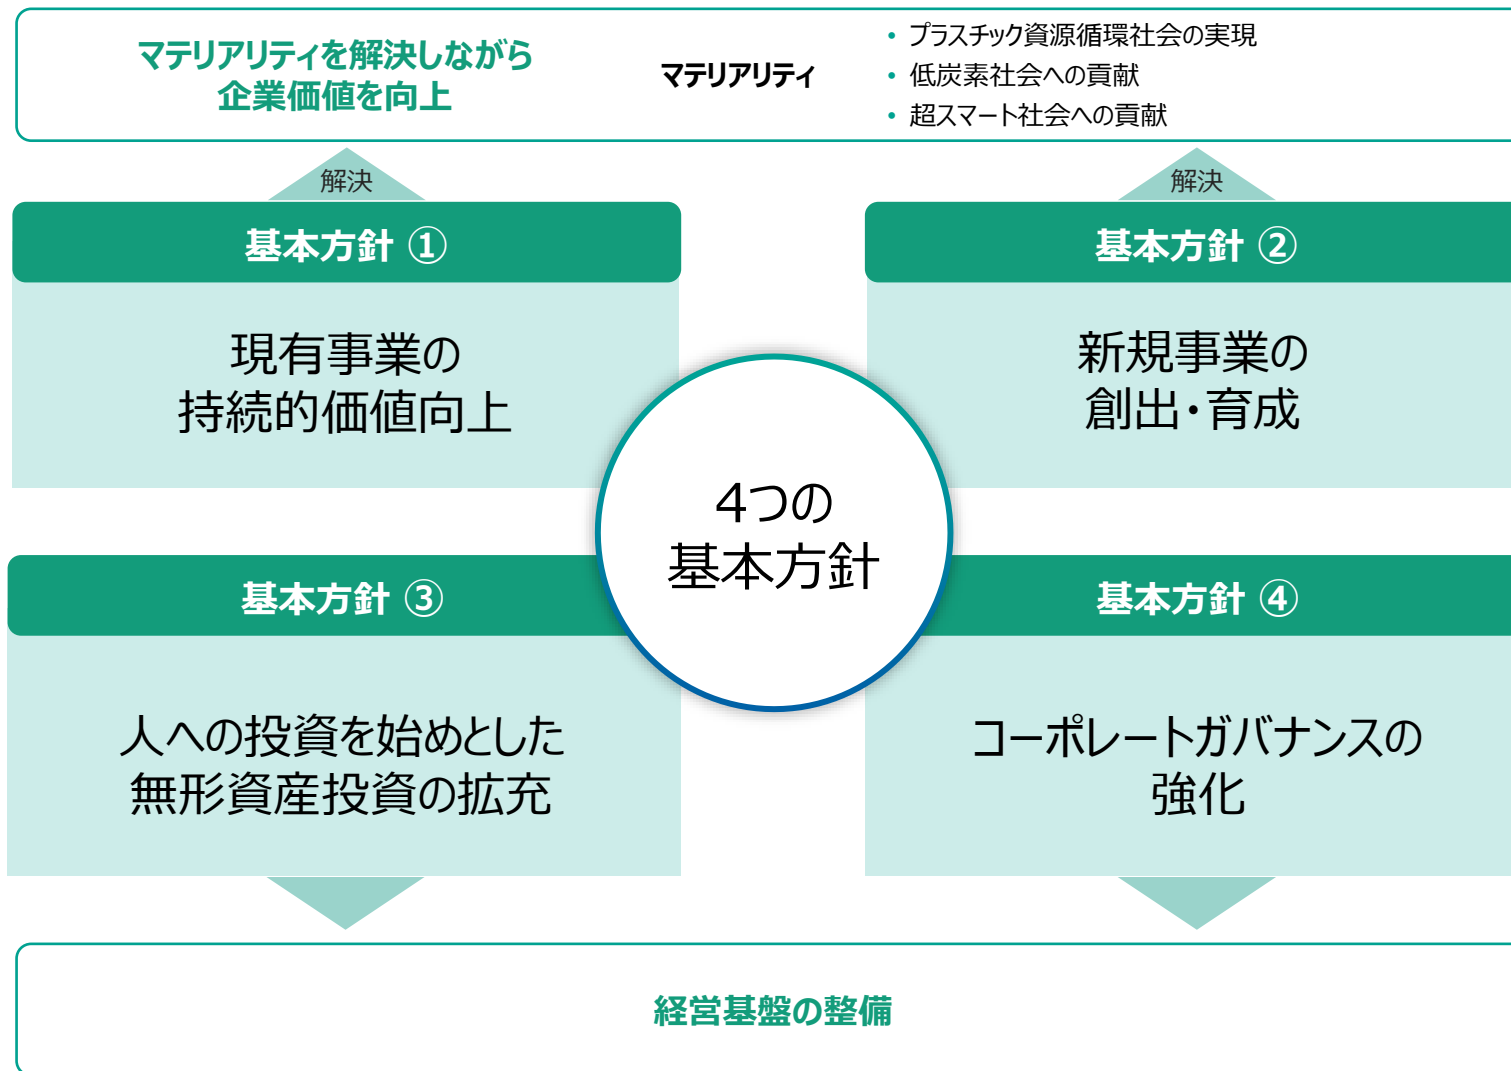 マテリアリティを解決しながら
企業価値を向上
マテリアリティ
• プラスチック資源循環社会の実現
• 低炭素社会への貢献
• 超スマート社会への貢献
解決
解決
基本方針 ①
基本方針 ②
現有事業の
持続的価値向上
新規事業の
創出・育成
4つの
基本方針
基本方針 ③
基本方針 ④
人への投資を始めとした
無形資産投資の拡充
コーポレートガバナンスの
強化
経営基盤の整備